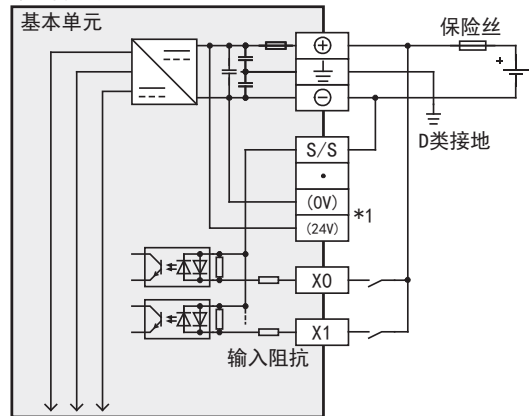 基本单元
保险丝
+
⊕
⏚
⊖
D类接地
S/S
•
(0V)
*1
(24V)
X0
X1
输入阻抗